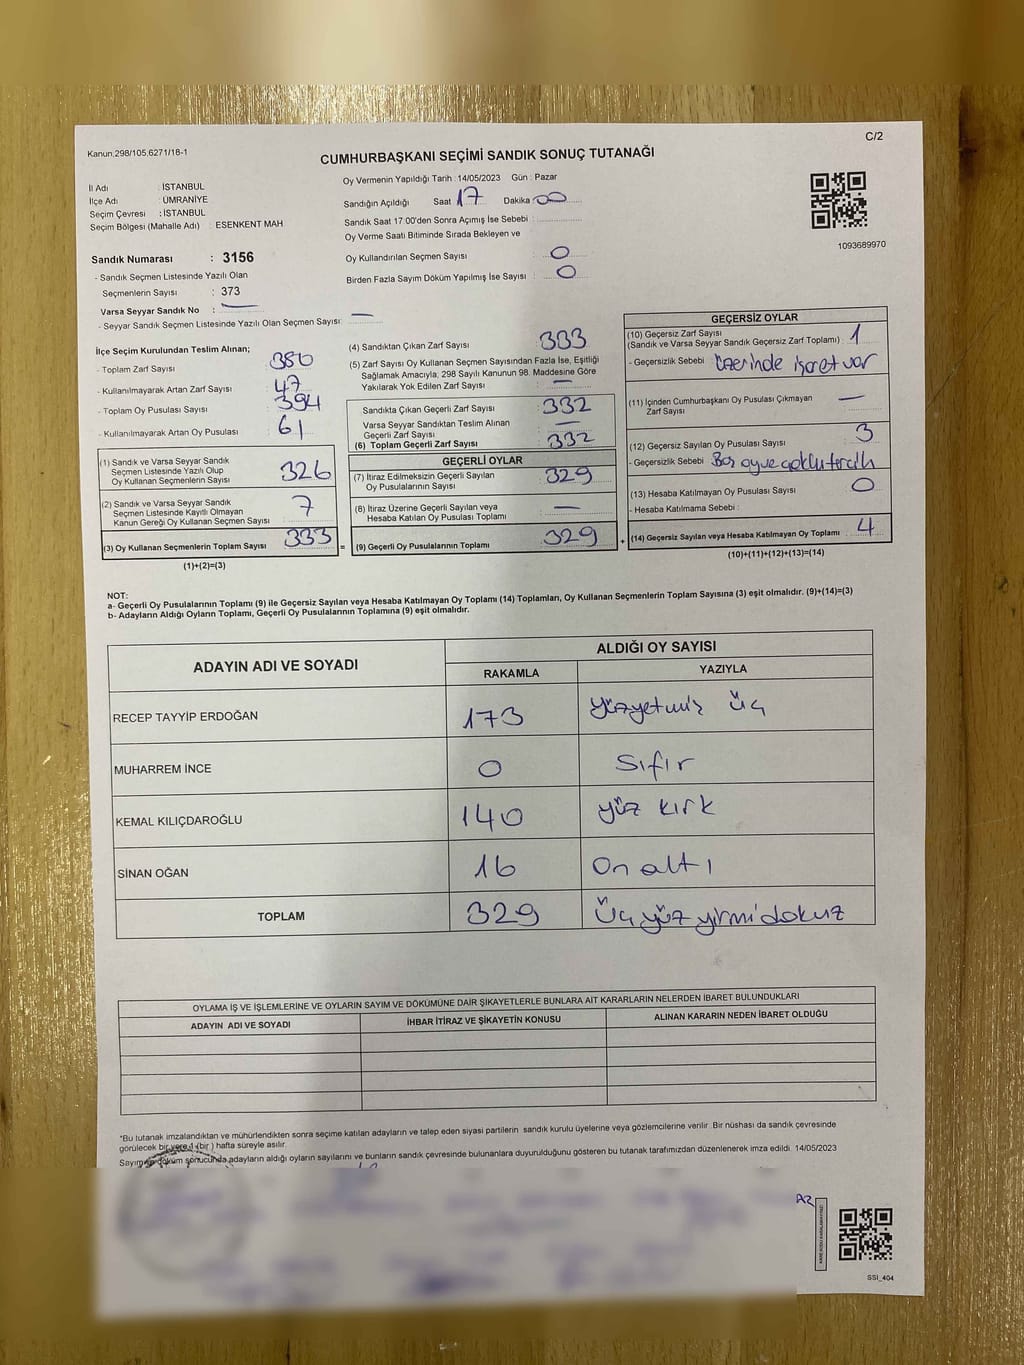 Kanun.298/105,6271/18-1
C/2
CUMHURBAŞKANI SEÇİMİ SANDIK SONUÇ TUTANAĞI
İl Adı : İSTANBUL
İlçe Adı : ÜMRANİYE
Seçim Çevresi : İSTANBUL
Seçim Bölgesi (Mahalle Adı) : ESENKENT MAH
Oy Vermenin Yapıldığı Tarih : 14/05/2023 Gün : Pazar
Sandığın Açıldığı Saat 17 Dakika 00
Sandık Saat 17 00'den Sonra Açımış İse Sebebi :
Oy Verme Saati Bitiminde Sırada Bekleyen ve
Oy Kullandırılan Seçmen Sayısı : 0
Birden Fazla Sayım Döküm Yapılmış İse Sayısı : 0
1093689970
Sandık Numarası : 3156
- Sandık Seçmen Listesinde Yazılı Olan
Seçmenlerin Sayısı : 373
Varsa Seyyar Sandık No : —
- Seyyar Sandık Seçmen Listesinde Yazılı Olan Seçmen Sayısı: —
İlçe Seçim Kurulundan Teslim Alınan;
- Toplam Zarf Sayısı : 380
- Kullanılmayarak Artan Zarf Sayısı : 47
- Toplam Oy Pusulası Sayısı : 394
- Kullanılmayarak Artan Oy Pusulası : 61
(1) Sandık ve Varsa Seyyar Sandık
Seçmen Listesinde Yazılı Olup
Oy Kullanan Seçmenlerin Sayısı : 326
(2) Sandık ve Varsa Seyyar Sandık
Seçmen Listesinde Kayıtlı Olmayan
Kanun Gereği Oy Kullanan Seçmen Sayısı : 7
(3) Oy Kullanan Seçmenlerin Toplam Sayısı : 333
(1)+(2)=(3)
(4) Sandıktan Çıkan Zarf Sayısı : 333
(5) Zarf Sayısı Oy Kullanan Seçmen Sayısından Fazla İse, Eşitliği
Sağlamak Amacıyla, 298 Sayılı Kanunun 98. Maddesine Göre
Yakılarak Yok Edilen Zarf Sayısı : —
Sandıkta Çıkan Geçerli Zarf Sayısı : 332
Varsa Seyyar Sandıktan Teslim Alınan
Geçerli Zarf Sayısı : —
(6) Toplam Geçerli Zarf Sayısı : 332
GEÇERLİ OYLAR
(7) İtiraz Edilmeksizin Geçerli Sayılan
Oy Pusulalarının Sayısı : 329
(8) İtiraz Üzerine Geçerli Sayılan veya
Hesaba Katılan Oy Pusulası Toplamı : —
= (9) Geçerli Oy Pusulalarının Toplamı : 329 +
GEÇERSİZ OYLAR
(10) Geçersiz Zarf Sayısı
(Sandık ve Varsa Seyyar Sandık Geçersiz Zarf Toplamı) : 1
- Geçersizlik Sebebi : Üzerinde işaret var
(11) İçinden Cumhurbaşkanı Oy Pusulası Çıkmayan
Zarf Sayısı : —
(12) Geçersiz Sayılan Oy Pusulası Sayısı : 3
- Geçersizlik Sebebi : Boş oy ve çoklu tercih
(13) Hesaba Katılmayan Oy Pusulası Sayısı : 0
- Hesaba Katılmama Sebebi :
(14) Geçersiz Sayılan veya Hesaba Katılmayan Oy Toplamı : 4
(10)+(11)+(12)+(13)=(14)
NOT:
a- Geçerli Oy Pusulalarının Toplamı (9) ile Geçersiz Sayılan veya Hesaba Katılmayan Oy Toplamı (14) Toplamları, Oy Kullanan Seçmenlerin Toplam Sayısına (3) eşit olmalıdır. (9)+(14)=(3)
b- Adayların Aldığı Oyların Toplamı, Geçerli Oy Pusulalarının Toplamına (9) eşit olmalıdır.
ADAYIN ADI VE SOYADI
ALDIĞI OY SAYISI
RAKAMLA YAZIYLA
RECEP TAYYİP ERDOĞAN 173 yüzyetmiş üç
MUHARREM İNCE 0 sıfır
KEMAL KILIÇDAROĞLU 140 yüz kırk
SİNAN OĞAN 16 On altı
TOPLAM 329 Üç yüz yirmi dokuz
OYLAMA İŞ VE İŞLEMLERİNE VE OYLARIN SAYIM VE DÖKÜMÜNE DAİR ŞİKAYETLERLE BUNLARA AİT KARARLARIN NELERDEN İBARET BULUNDUKLARI
ADAYIN ADI VE SOYADI İHBAR İTİRAZ VE ŞİKAYETİN KONUSU ALINAN KARARIN NEDEN İBARET OLDUĞU
*Bu tutanak imzalandıktan ve mühürlendikten sonra seçime katılan adayların ve talep eden siyasi partilerin sandık kurulu üyelerine veya gözlemcilerine verilir. Bir nüshası da sandık çevresinde
görülecek bir yere 1 (bir ) hafta süreyle asılır.
Sayım ve döküm sonucunda adayların aldığı oyların sayılarını ve bunların sandık çevresinde bulunanlara duyurulduğunu gösteren bu tutanak tarafımızdan düzenlenerek imza edildi. 14/05/2023
SSI_404